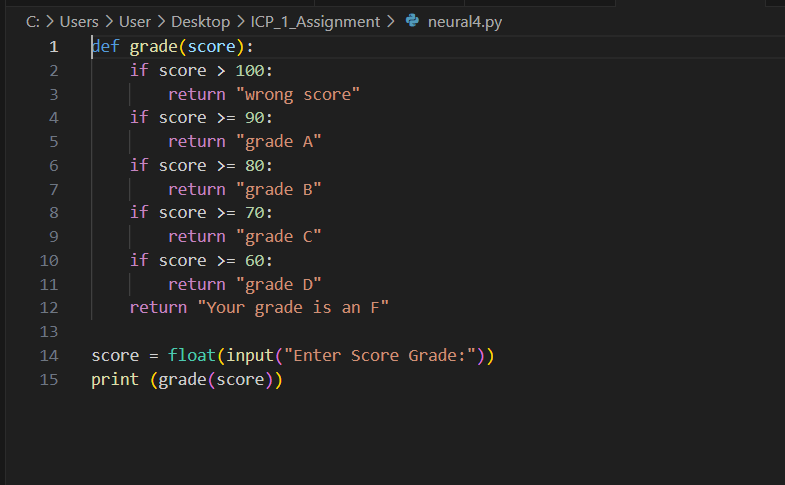 C: > Users > User > Desktop > ICP_1_Assignment > neural4.py
1 def grade(score):
2     if score > 100:
3         return "wrong score"
4     if score >= 90:
5         return "grade A"
6     if score >= 80:
7         return "grade B"
8     if score >= 70:
9         return "grade C"
10     if score >= 60:
11         return "grade D"
12     return "Your grade is an F"
13
14 score = float(input("Enter Score Grade:"))
15 print (grade(score))